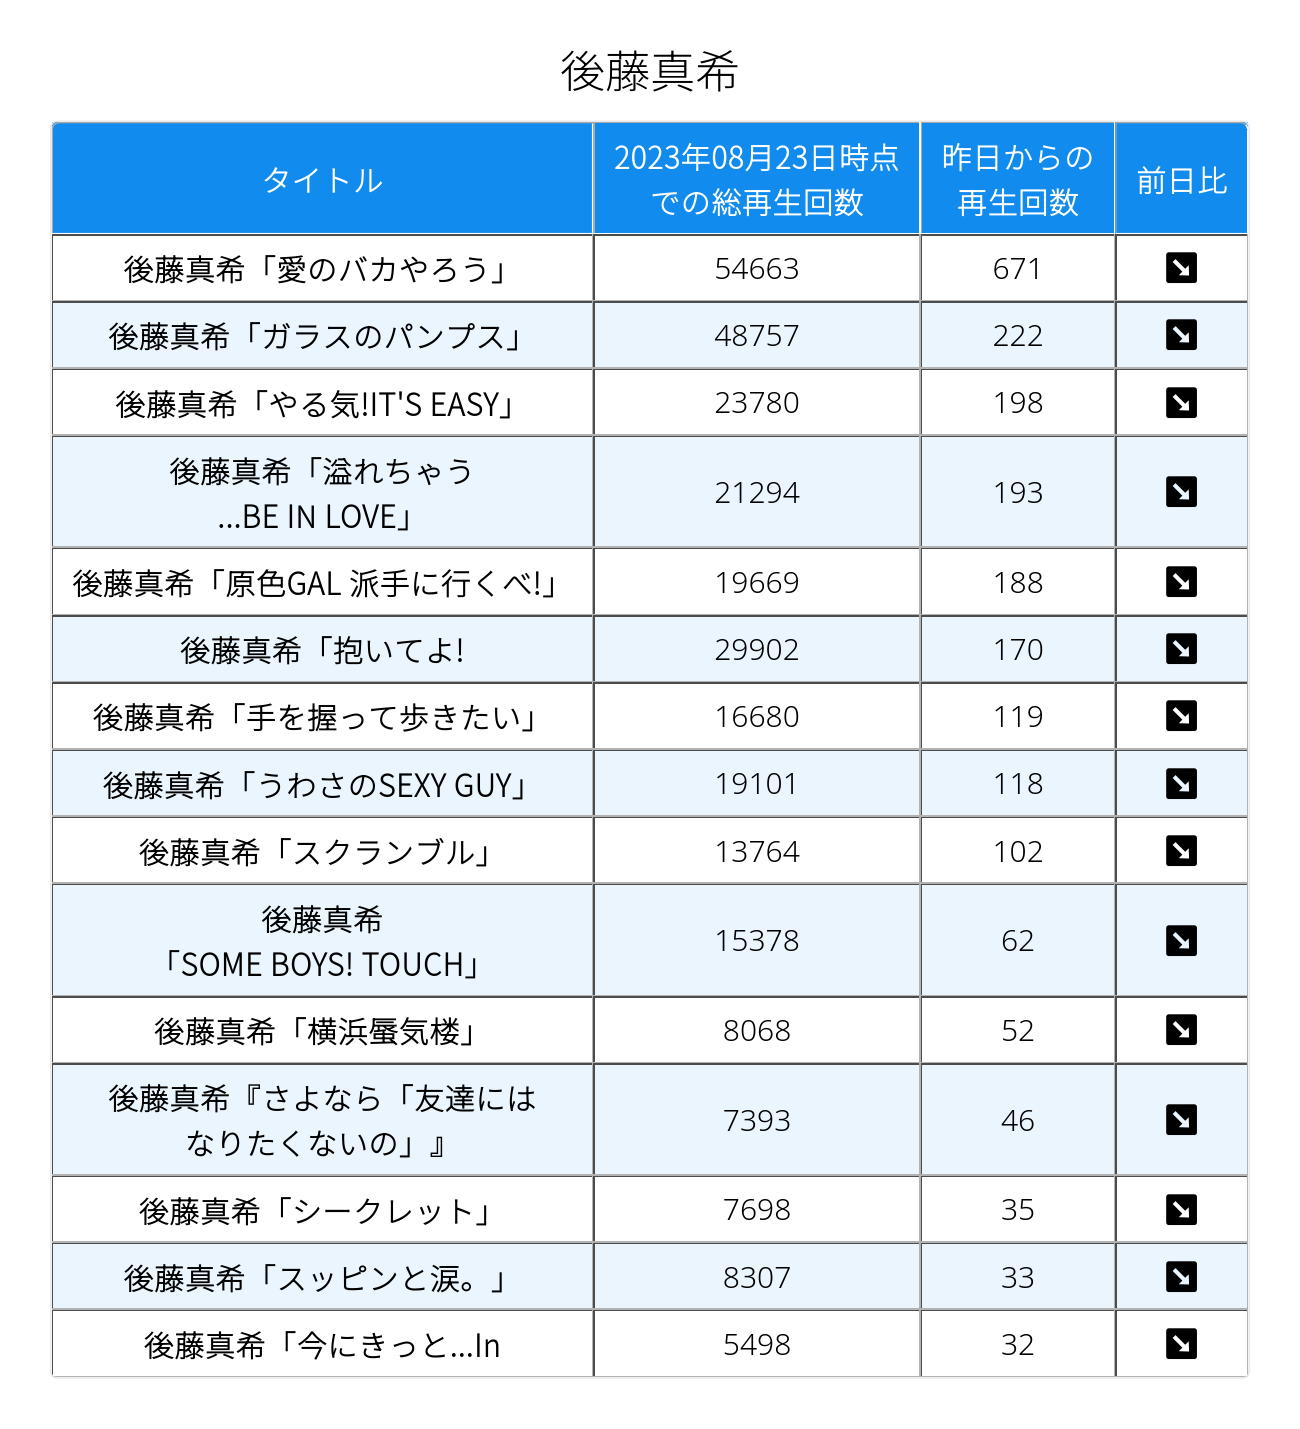 後藤真希
タイトル
2023年08月23日時点
での総再生回数
昨日からの
再生回数
前日比
後藤真希「愛のバカやろう」 54663 671
後藤真希「ガラスのパンプス」 48757 222
後藤真希「やる気!IT'S EASY」 23780 198
後藤真希「溢れちゃう
...BE IN LOVE」 21294 193
後藤真希「原色GAL 派手に行くべ!」 19669 188
後藤真希「抱いてよ! 29902 170
後藤真希「手を握って歩きたい」 16680 119
後藤真希「うわさのSEXY GUY」 19101 118
後藤真希「スクランブル」 13764 102
後藤真希
「SOME BOYS! TOUCH」 15378 62
後藤真希「横浜蜃気楼」 8068 52
後藤真希『さよなら「友達には
なりたくないの」』 7393 46
後藤真希「シークレット」 7698 35
後藤真希「スッピンと涙。」 8307 33
後藤真希「今にきっと...In 5498 32